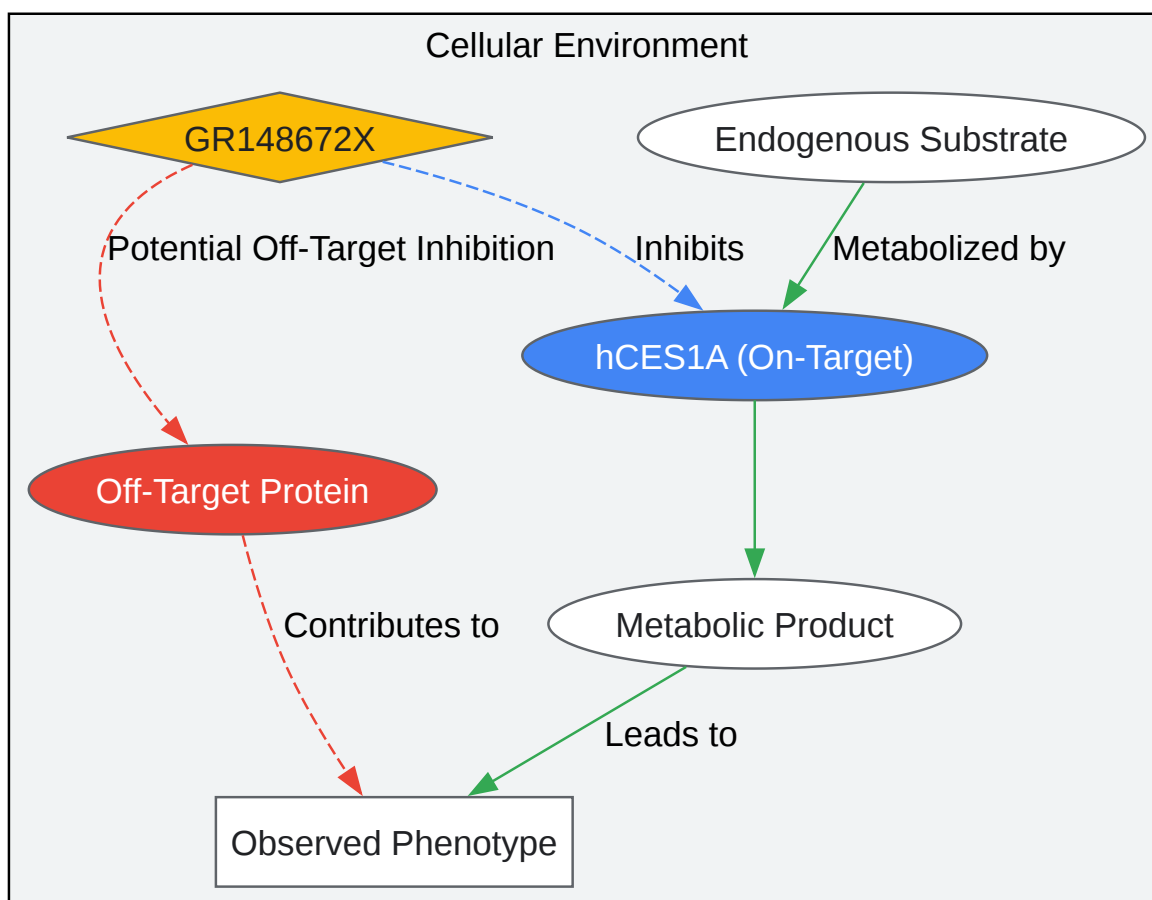 Cellular Environment
GR148672X
Endogenous Substrate
Potential Off-Target Inhibition
Inhibits
Metabolized by
hCES1A (On-Target)
Off-Target Protein
Contributes to
Metabolic Product
Leads to
Observed Phenotype